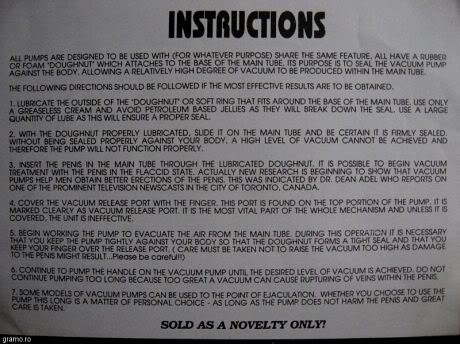 INSTRUCTIONS
ALL PUMPS ARE DESIGNED TO BE USED WITH (FOR WHATEVER PURPOSE) SHARE THE SAME FEATURE. ALL HAVE A RUBBER
OR FOAM "DOUGHNUT" WHICH ATTACHES TO THE BASE OF THE MAIN TUBE. ITS PURPOSE IS TO SEAL THE VACUUM PUMP
AGAINST THE BODY. ALLOWING A RELATIVELY HIGH DEGREE OF VACUUM TO BE PRODUCED WITHIN THE MAIN TUBE.
THE FOLLOWING DIRECTIONS SHOULD BE FOLLOWED IF THE MOST EFFECTIVE RESULTS ARE TO BE OBTAINED.
1. LUBRICATE THE OUTSIDE OF THE "DOUGHNUT" OR SOFT RING THAT FITS AROUND THE BASE OF THE MAIN TUBE. USE ONLY
A GREASELESS CREAM AND AVOID PETROLEUM BASED JELLIES AS THEY WILL BREAK DOWN THE SEAL. USE A LARGE
QUANTITY OF LUBE AS THIS WILL ENSURE A PROPER SEAL.
2. WITH THE DOUGHNUT PROPERLY LUBRICATED, SLIDE IT ON THE MAIN TUBE AND BE CERTAIN IT IS FIRMLY SEALED.
WITHOUT BEING SEALED PROPERLY AGAINST YOUR BODY, A HIGH LEVEL OF VACUUM CANNOT BE ACHIEVED AND
THEREFORE THE PUMP WILL NOT FUNCTION PROPERLY.
3. INSERT THE PENIS IN THE MAIN TUBE THROUGH THE LUBRICATED DOUGHNUT. IT IS POSSIBLE TO BEGIN VACUUM
TREATMENT WITH THE PENIS IN THE FLACCID STATE. ACTUALLY NEW RESEARCH IS BEGINNING TO SHOW THAT VACUUM
PUMPS HELP MEN OBTAIN BETTER ERECTIONS OF THE PENIS. THIS WAS INDICATED BY DR. DEAN ADEL WHO REPORTS ON
ONE OF THE PROMINENT TELEVISION NEWSCASTS IN THE CITY OF TORONTO, CANADA.
4. COVER THE VACUUM RELEASE PORT WITH THE FINGER. THIS PORT IS FOUND ON THE TOP PORTION OF THE PUMP. IT IS
MARKED CLEARLY AS VACUUM RELEASE PORT. IT IS THE MOST VITAL PART OF THE WHOLE MECHANISM AND UNLESS IT IS
COVERED, THE UNIT IS INEFFECTIVE.
5. BEGIN WORKING THE PUMP TO EVACUATE THE AIR FROM THE MAIN TUBE. DURING THIS OPERATION IT IS NECESSARY
THAT YOU KEEP THE PUMP TIGHTLY AGAINST YOUR BODY SO THAT THE DOUGHNUT FORMS A TIGHT SEAL AND THAT YOU
KEEP YOUR FINGER OVER THE RELEASE PORT. ( CARE MUST BE TAKEN NOT TO RAISE THE VACUUM TOO HIGH AS DAMAGE
TO THE PENIS MIGHT RESULT...Please be careful!!!)
6. CONTINUE TO PUMP THE HANDLE ON THE VACUUM PUMP UNTIL THE DESIRED LEVEL OF VACUUM IS ACHIEVED. DO NOT
CONTINUE PUMPING TOO LONG BECAUSE TOO GREAT A VACUUM CAN CAUSE RUPTURING OF VEINS WITHIN THE PENIS.
7. SOME MODELS OF VACUUM PUMPS CAN BE USED TO THE POINT OF EJACULATION. WHETHER YOU CHOOSE TO USE THE
PUMP THIS LONG IS A MATTER OF PERSONAL CHOICE - AS LONG AS THE PUMP DOES NOT HARM THE PENIS AND GREAT
CARE IS TAKEN.
SOLD AS A NOVELTY ONLY!
gramo.ro